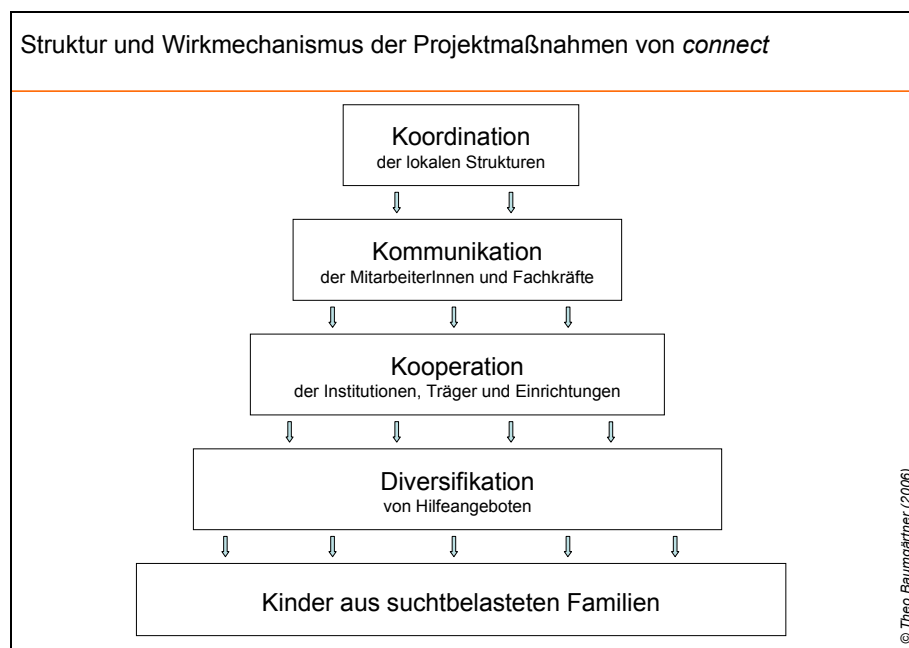 Struktur und Wirkmechanismus der Projektmaßnahmen von connect
Koordination
der lokalen Strukturen
Kommunikation
der MitarbeiterInnen und Fachkräfte
Kooperation
der Institutionen, Träger und Einrichtungen
Diversifikation
von Hilfeangeboten
Kinder aus suchtbelasteten Familien
© Theo Baumgärtner (2006)